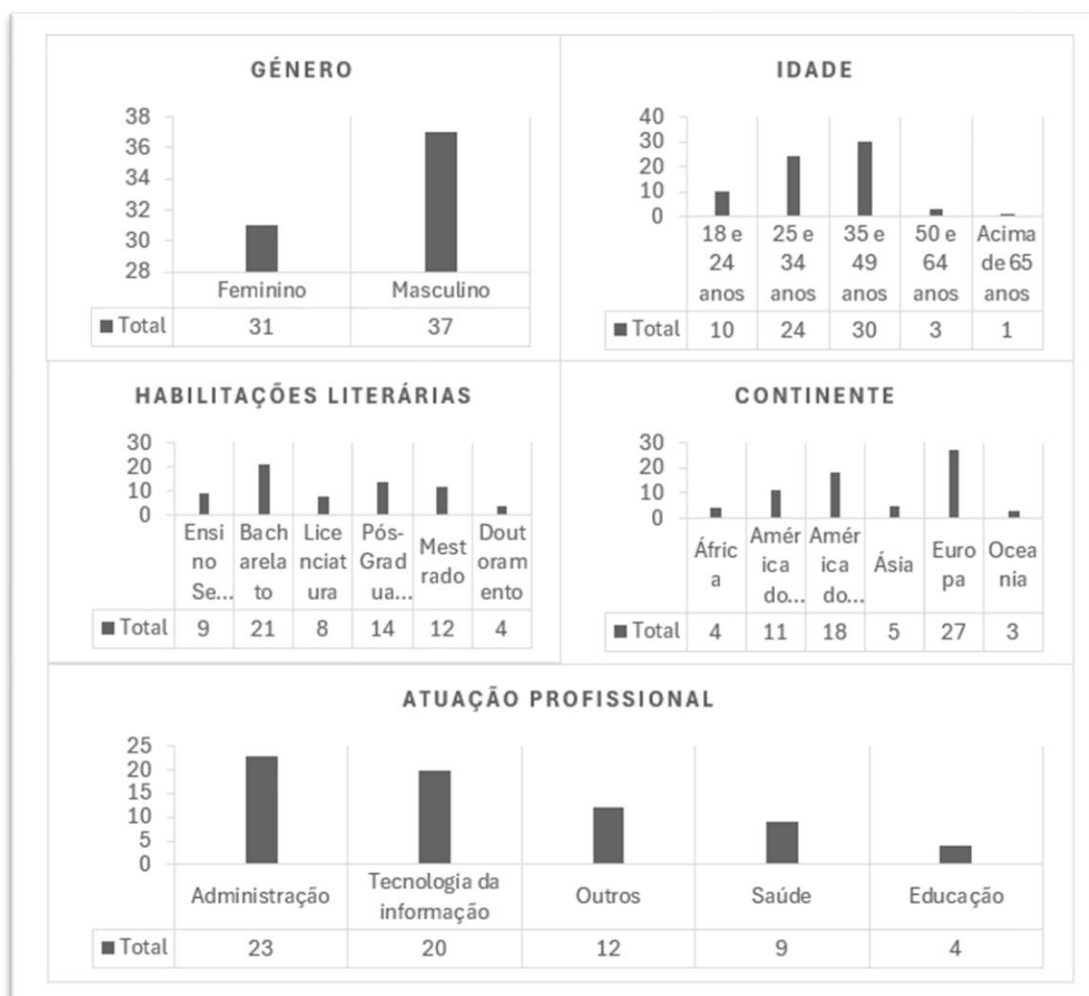 GÉNERO
38
36
34
32
30
28
Feminino Masculino
Total 31 37
IDADE
40
30
20
10
0
18 e 25 e 35 e 50 e Acima
24 34 49 64 de 65
anos anos anos anos anos
Total 10 24 30 3 1
HABILITAÇÕES LITERÁRIAS
30
20
10
0
Ensi Bach Lice Pós- Mest Dout
no arelat nciat Grad rado oram
Se... o ura ua... ento
Total 9 21 8 14 12 4
CONTINENTE
30
20
10
0
Áfric Amér Amér Ásia Euro Ocea
a ica ica pa nia
do... do...
Total 4 11 18 5 27 3
ATUAÇÃO PROFISSIONAL
25
20
15
10
5
0
Administração Tecnologia da Outros Saúde Educação
informação
Total 23 20 12 9 4